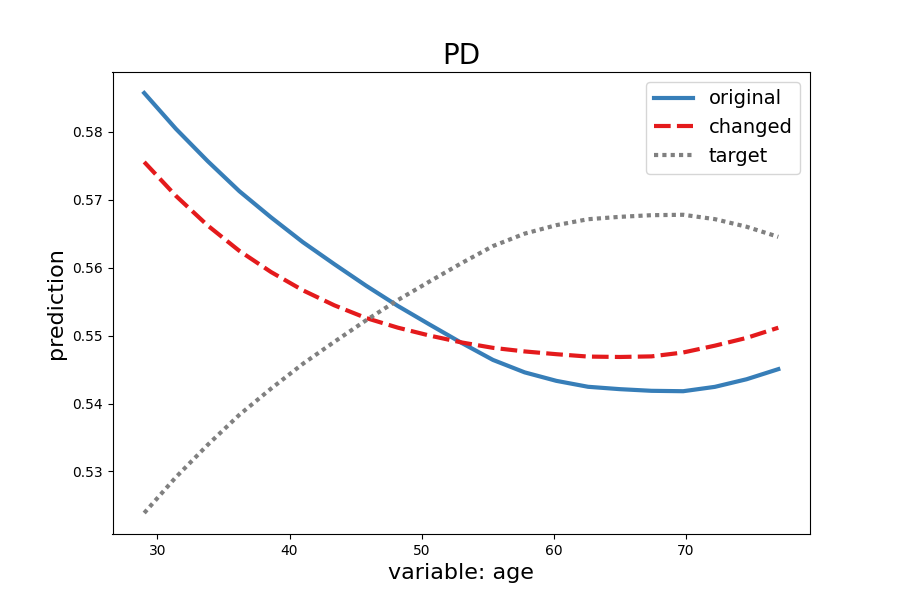 PD
original
changed
target
0.58
0.57
0.56
0.55
0.54
0.53
prediction
30 40 50 60 70
variable: age